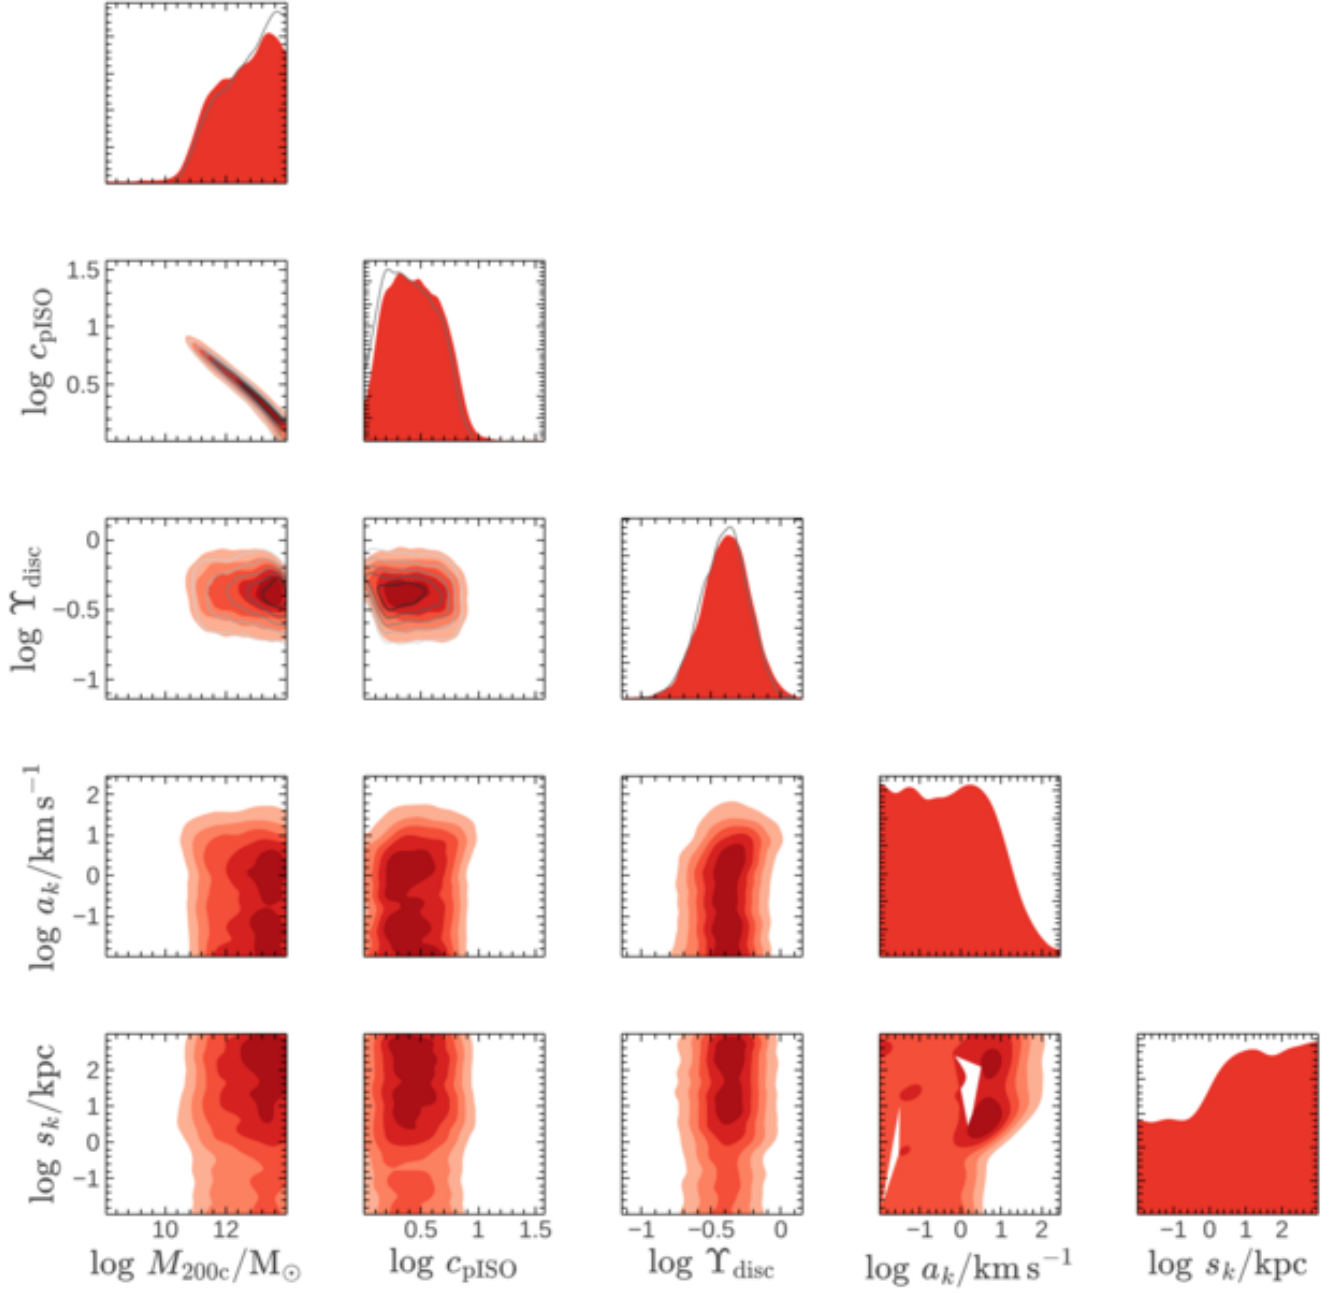 1.5
1
0.5
log c_pISO
0
−0.5
−1
log ϒ_disc
2
1
0
−1
log a_k/km s⁻¹
2
1
0
−1
log s_k/kpc
10 12 0.5 1 1.5 −1 −0.5 0 −1 0 1 2 −1 0 1 2
log M_200c/M_⊙ log c_pISO log ϒ_disc log a_k/km s⁻¹ log s_k/kpc